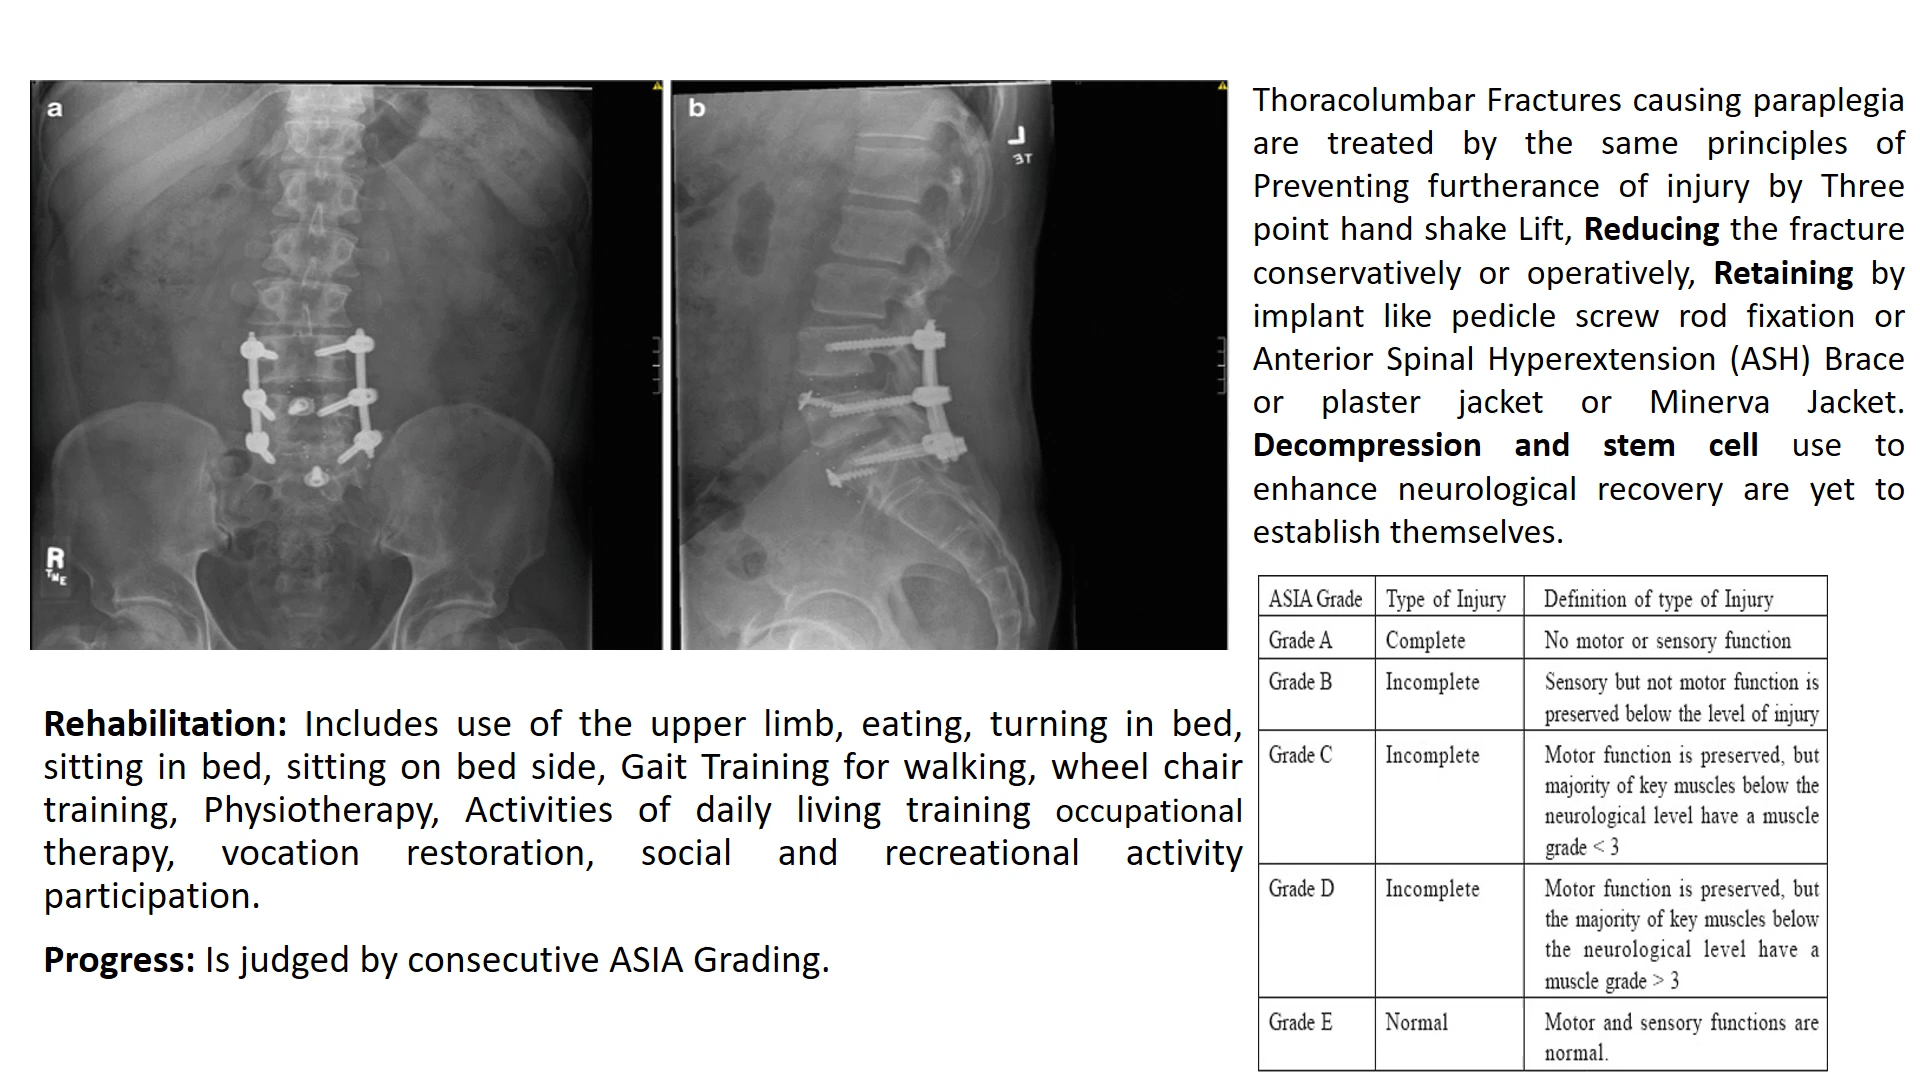 a
R
TME
b
L
3T
Thoracolumbar Fractures causing paraplegia
are treated by the same principles of
Preventing furtherance of injury by Three
point hand shake Lift, Reducing the fracture
conservatively or operatively, Retaining by
implant like pedicle screw rod fixation or
Anterior Spinal Hyperextension (ASH) Brace
or plaster jacket or Minerva Jacket.
Decompression and stem cell use to
enhance neurological recovery are yet to
establish themselves.
Rehabilitation: Includes use of the upper limb, eating, turning in bed,
sitting in bed, sitting on bed side, Gait Training for walking, wheel chair
training, Physiotherapy, Activities of daily living training occupational
therapy, vocation restoration, social and recreational activity
participation.
Progress: Is judged by consecutive ASIA Grading.
ASIA Grade Type of Injury Definition of type of Injury
Grade A Complete No motor or sensory function
Grade B Incomplete Sensory but not motor function is
preserved below the level of injury
Grade C Incomplete Motor function is preserved, but
majority of key muscles below the
neurological level have a muscle
grade < 3
Grade D Incomplete Motor function is preserved, but
the majority of key muscles below
the neurological level have a
muscle grade > 3
Grade E Normal Motor and sensory functions are
normal.